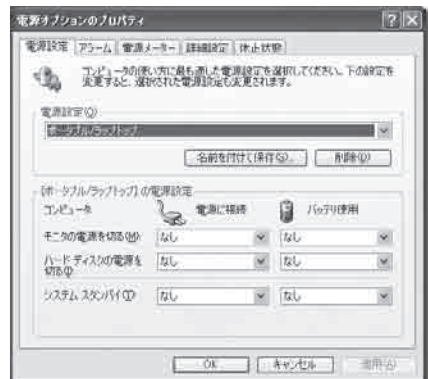 電源オプションのプロパティ
電源設定 アラーム 電源メーター 詳細設定 休止状態
コンピュータの使い方に最も適した電源設定を選択してください。下の設定を
変更すると、選択された電源設定も変更されます。
電源設定(C)
ポータブル/ラップトップ
名前を付けて保存(S)... 削除(D)
[ポータブル/ラップトップ] の電源設定
コンピュータ 電源に接続 バッテリ使用
モニタの電源を切る(M): なし なし
ハード ディスクの電源を
切る(I): なし なし
システム スタンバイ(T): なし なし
OK キャンセル 適用(A)